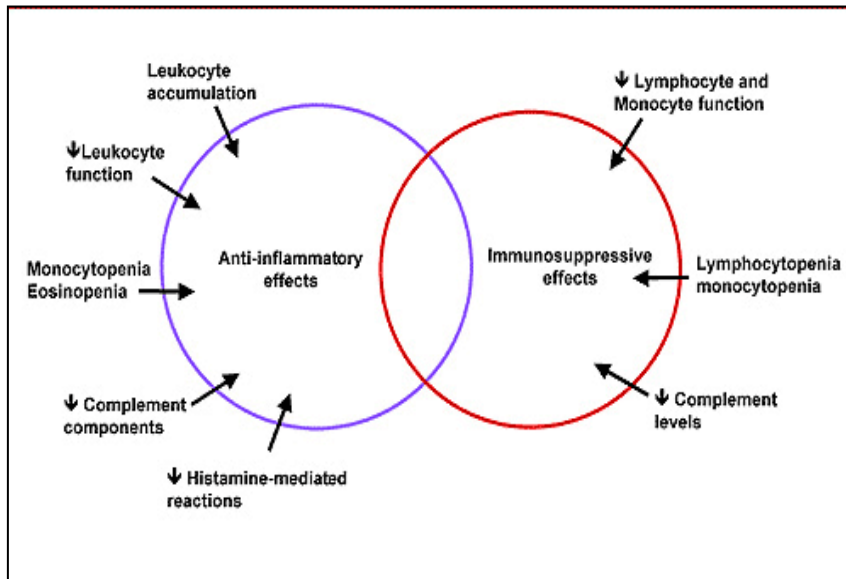 Leukocyte
accumulation
↓Leukocyte
function
Monocytopenia
Eosinopenia
↓ Complement
components
↓ Histamine-mediated
reactions
Anti-inflammatory
effects
Immunosuppressive
effects
↓ Lymphocyte and
Monocyte function
Lymphocytopenia
monocytopenia
↓ Complement
levels